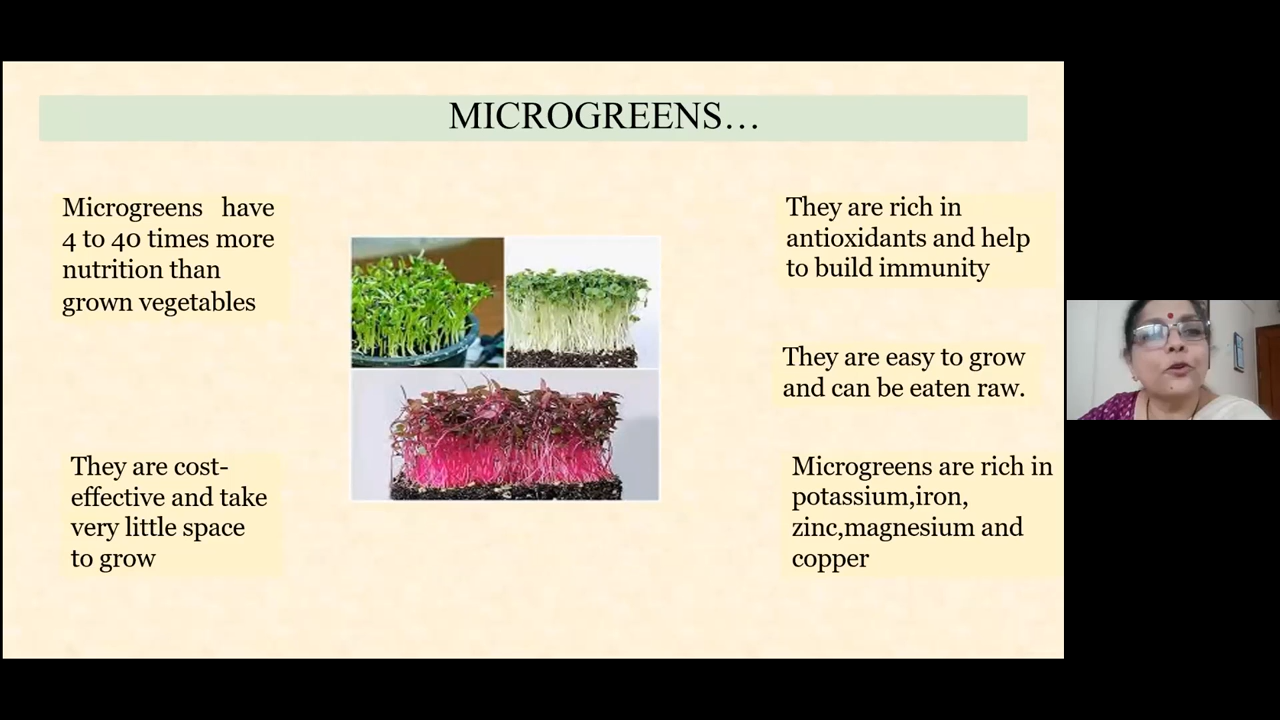 MICROGREENS…
Microgreens have
4 to 40 times more
nutrition than
grown vegetables
They are cost-
effective and take
very little space
to grow
They are rich in
antioxidants and help
to build immunity
They are easy to grow
and can be eaten raw.
Microgreens are rich in
potassium,iron,
zinc,magnesium and
copper